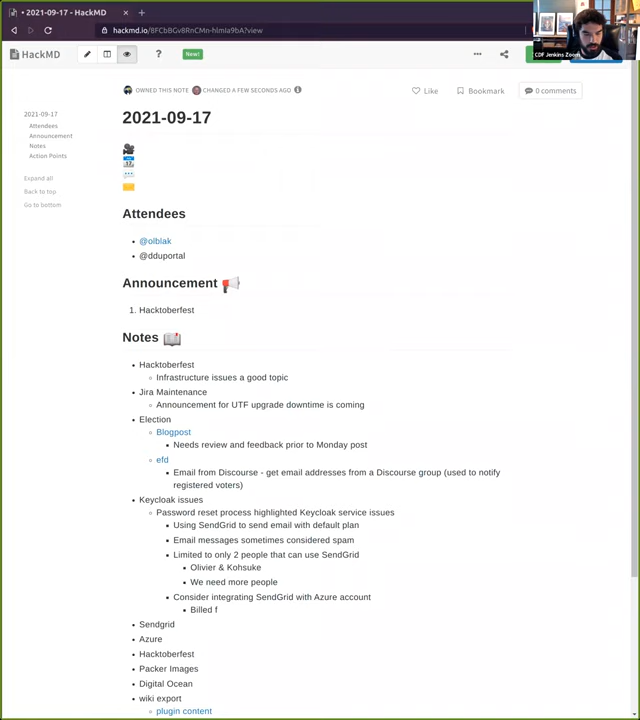 2021-09-17 - HackMD
hackmd.io/8FCbBGv8RnCMn-hImIa9bA?view
HackMD
New!
CDF Jenkins Zoom
OWNED THIS NOTE CHANGED A FEW SECONDS AGO
Like
Bookmark
0 comments
2021-09-17
Attendees
Announcement
Notes
Action Points
Expand all
Back to top
Go to bottom
2021-09-17
Attendees
@olblak
@dduportal
Announcement
1. Hacktoberfest
Notes
Hacktoberfest
Infrastructure issues a good topic
Jira Maintenance
Announcement for UTF upgrade downtime is coming
Election
Blogpost
Needs review and feedback prior to Monday post
efd
Email from Discourse - get email addresses from a Discourse group (used to notify
registered voters)
Keycloak issues
Password reset process highlighted Keycloak service issues
Using SendGrid to send email with default plan
Email messages sometimes considered spam
Limited to only 2 people that can use SendGrid
Olivier & Kohsuke
We need more people
Consider integrating SendGrid with Azure account
Billed f
Sendgrid
Azure
Hacktoberfest
Packer Images
Digital Ocean
wiki export
plugin content